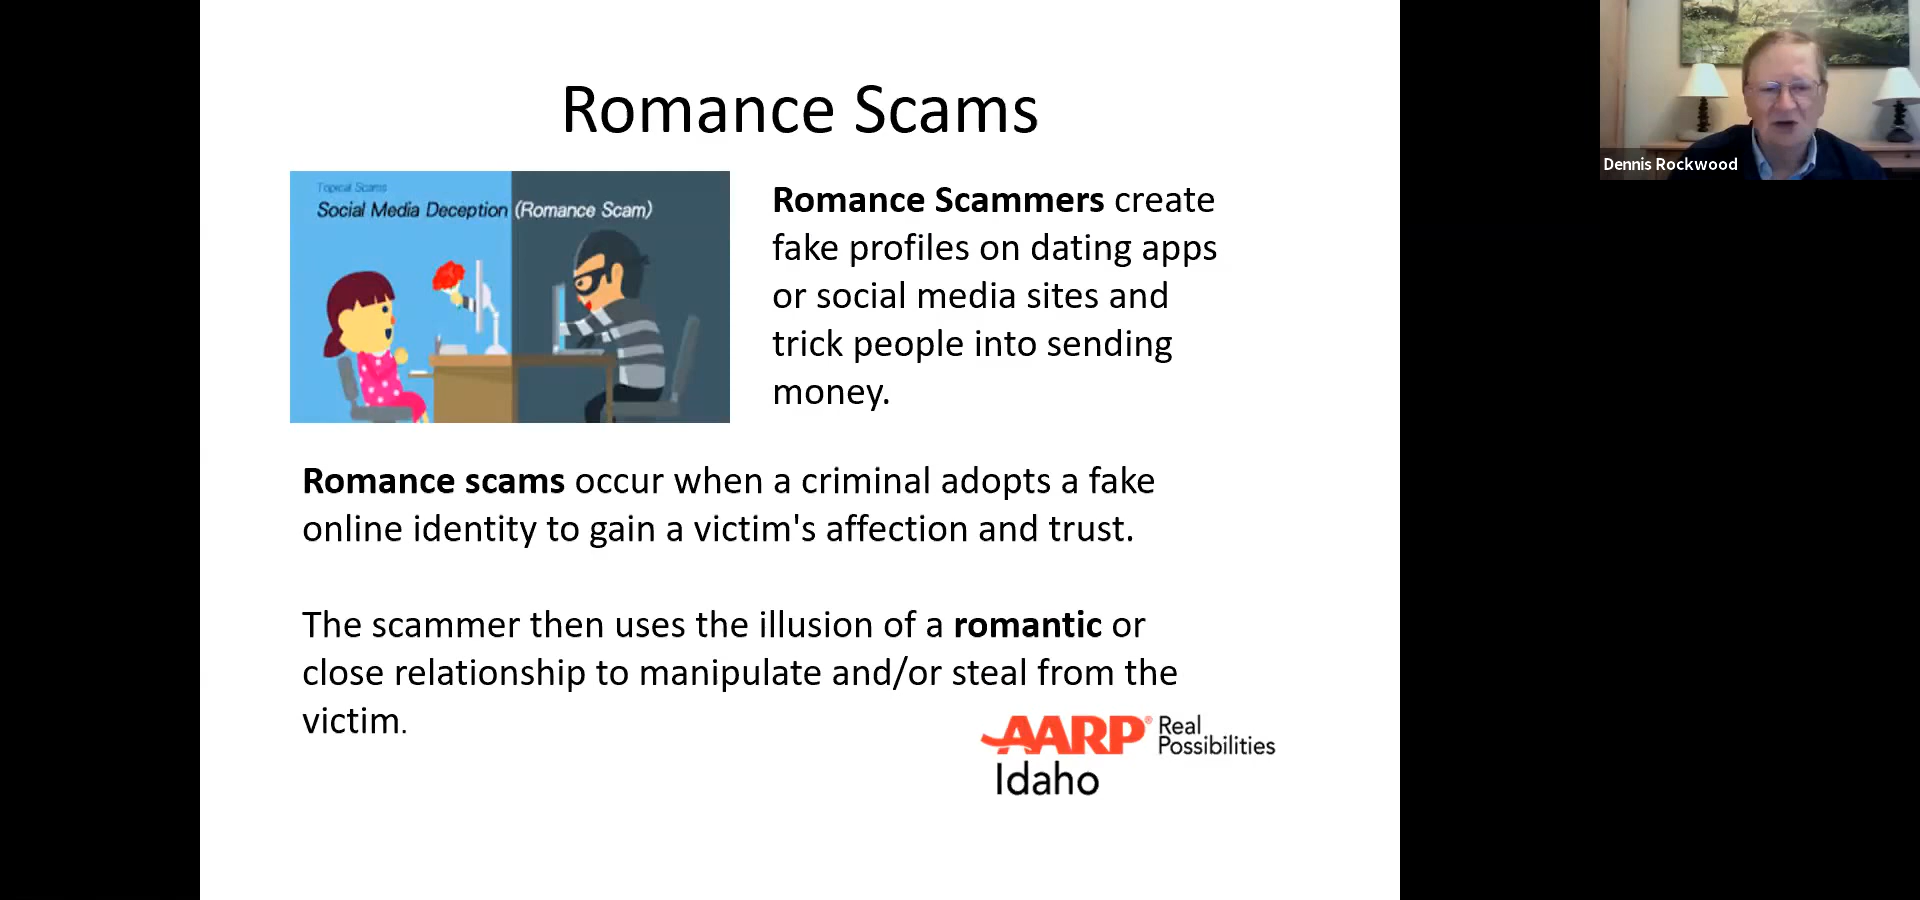 Romance Scams
Topical Scams
Social Media Deception (Romance Scam)
Romance Scammers create
fake profiles on dating apps
or social media sites and
trick people into sending
money.
Romance scams occur when a criminal adopts a fake
online identity to gain a victim's affection and trust.
The scammer then uses the illusion of a romantic or
close relationship to manipulate and/or steal from the
victim.
AARP® Real
Possibilities
Idaho
Dennis Rockwood